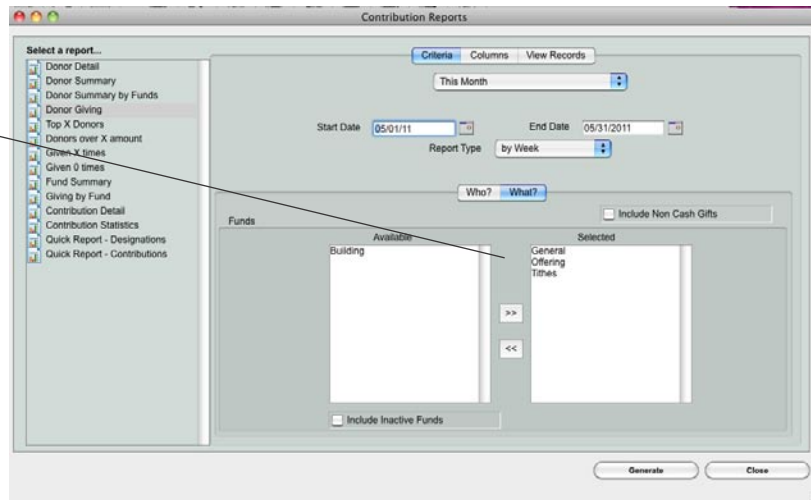 Contribution Reports
Select a report...
Donor Detail
Donor Summary
Donor Summary by Funds
Donor Giving
Top X Donors
Donors over X amount
Given X times
Given 0 times
Fund Summary
Giving by Fund
Contribution Detail
Contribution Statistics
Quick Report - Designations
Quick Report - Contributions
Criteria Columns View Records
This Month
Start Date 05/01/11 End Date 05/31/2011
Report Type by Week
Who? What?
Funds
Include Non Cash Gifts
Available Selected
Building
General
Offering
Tithes
>>
<<
Include Inactive Funds
Generate Close